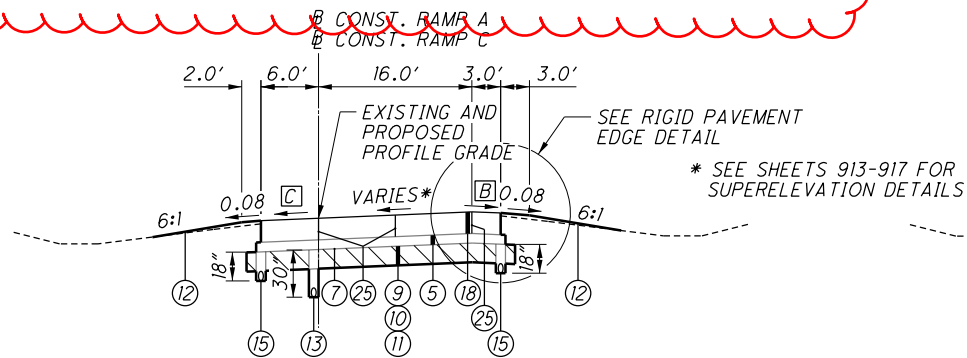 B CONST. RAMP A
B CONST. RAMP C
2.0' 6.0' 16.0' 3.0' 3.0'
EXISTING AND
PROPOSED
PROFILE GRADE
SEE RIGID PAVEMENT
EDGE DETAIL
* SEE SHEETS 913-917 FOR
SUPERELEVATION DETAILS
6:1 0.08 C VARIES* B 0.08 6:1
18" 30" 18"
12 7 25 9 5 18 12
10 25
15 13 11 15